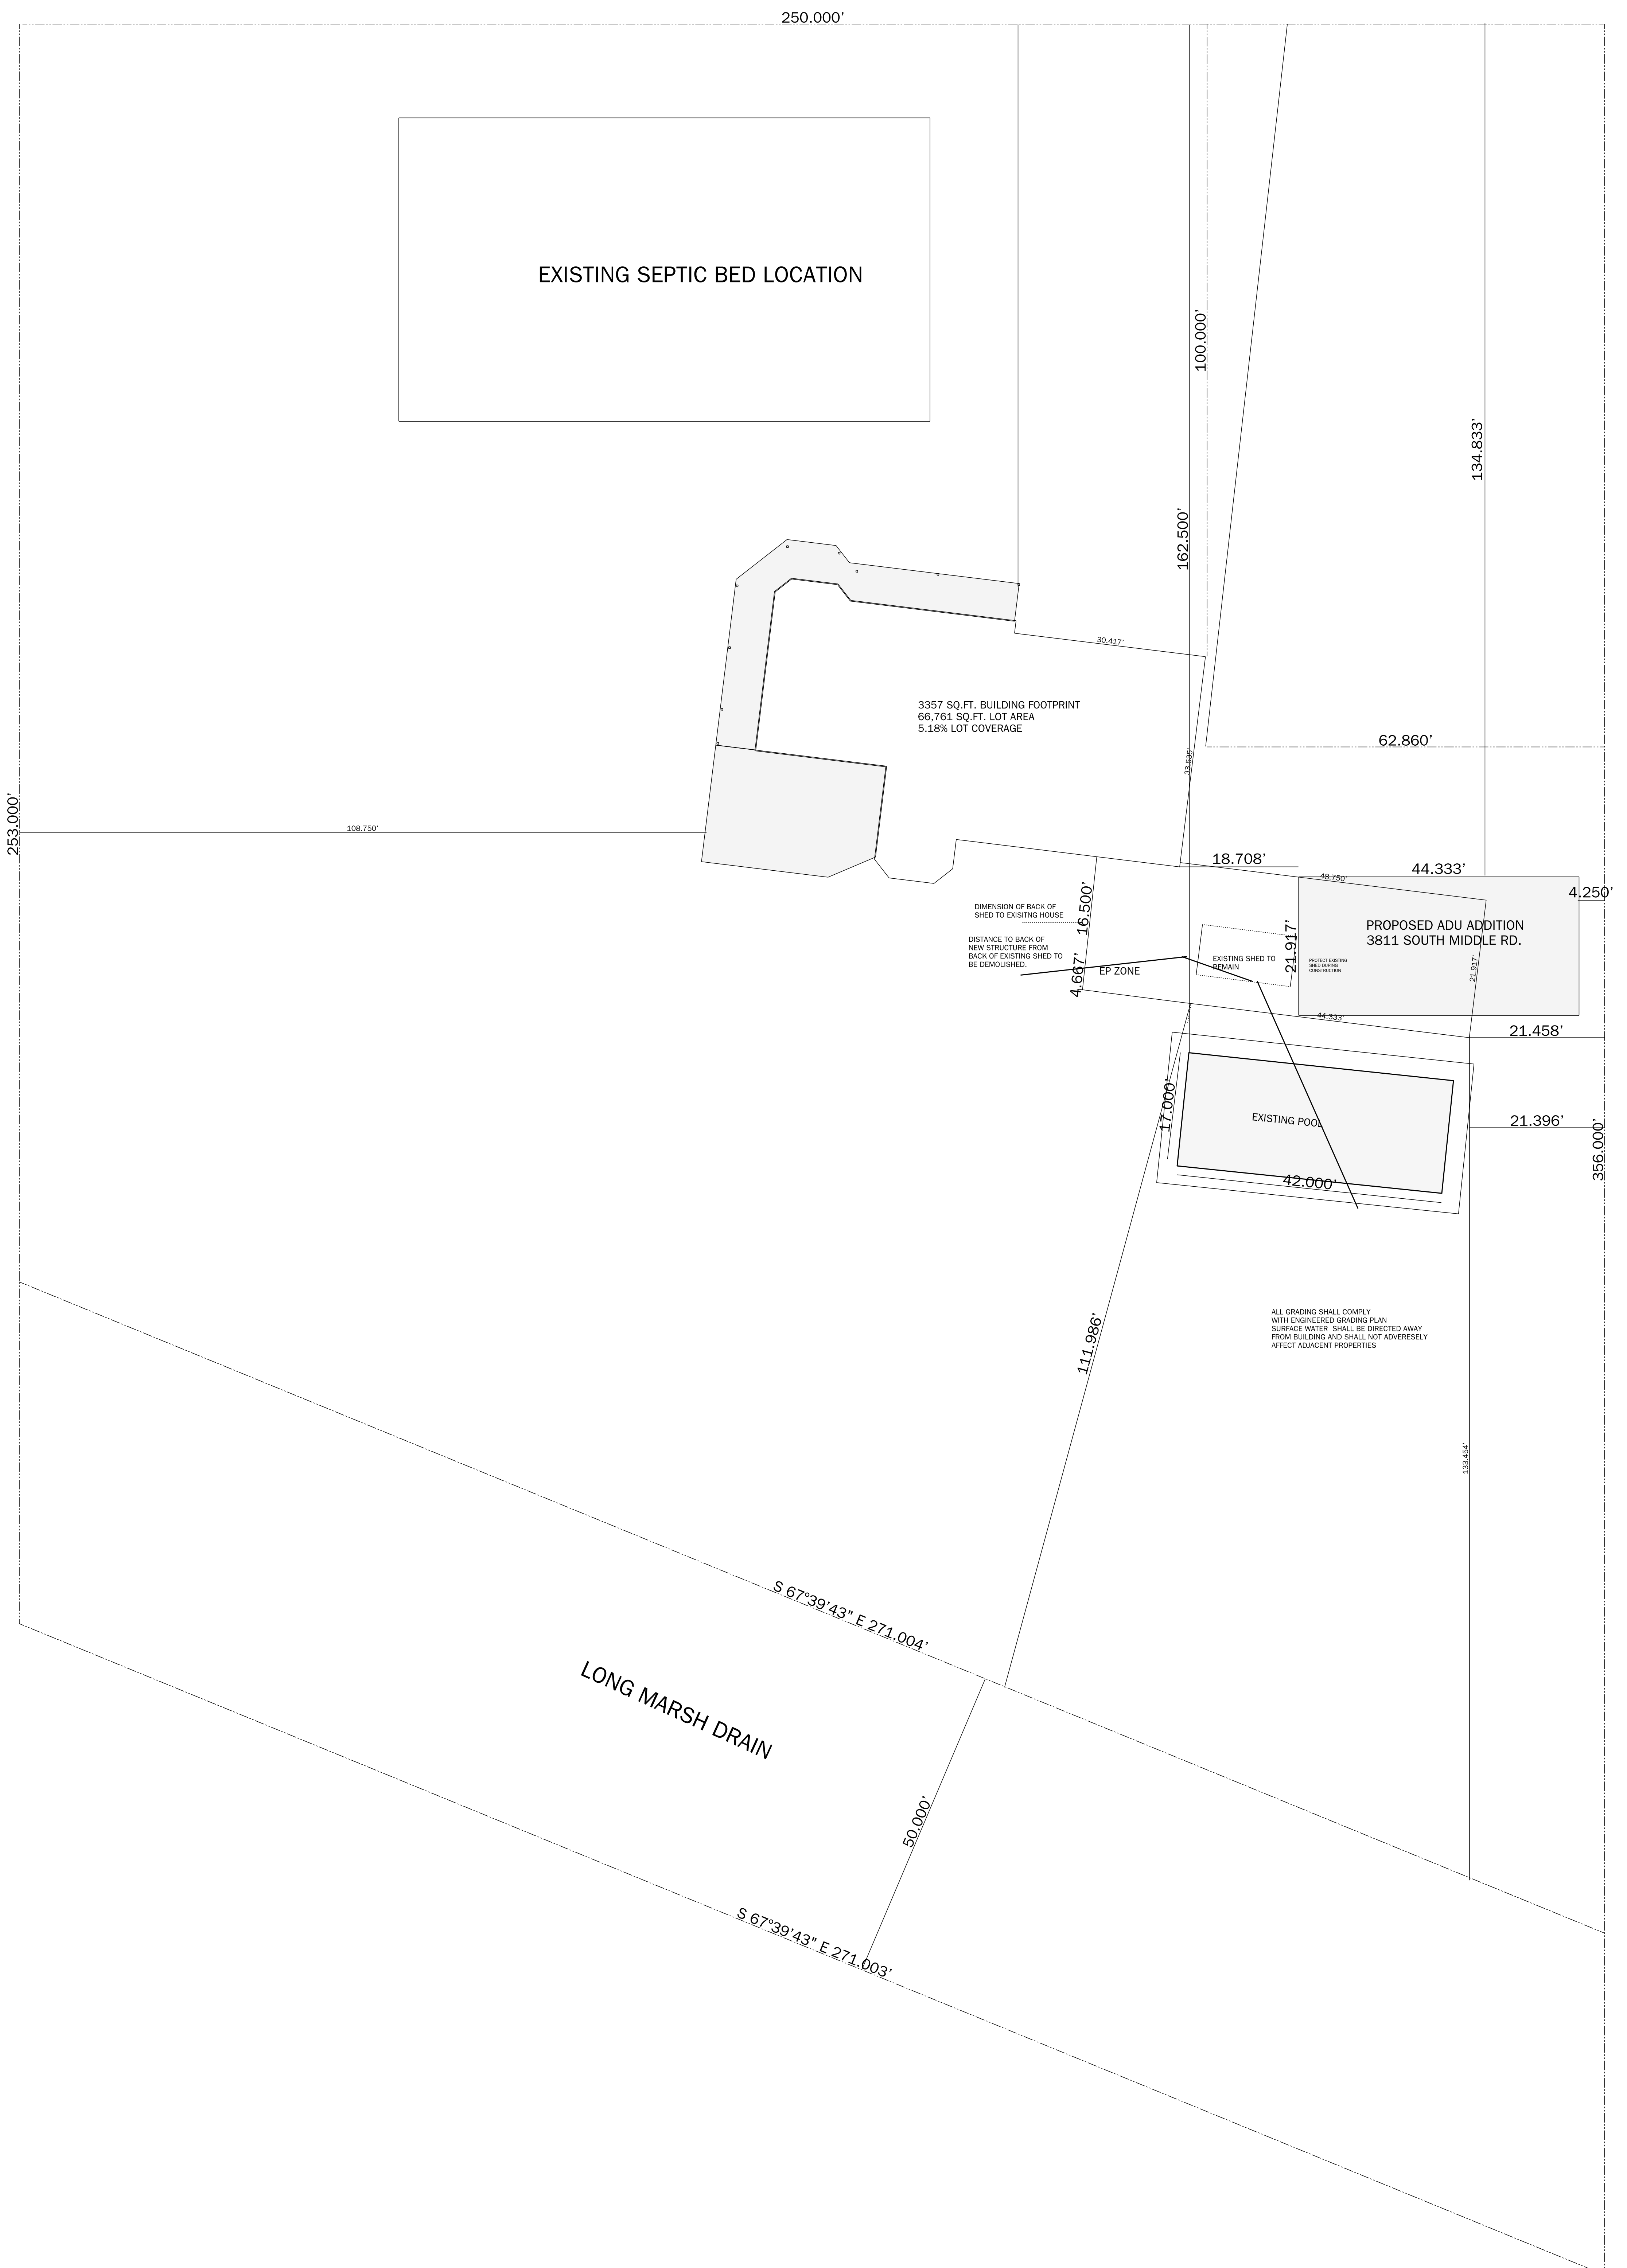 250.000'
EXISTING SEPTIC BED LOCATION
100.000'
134.833'
162.500'
30.417'
3357 SQ.FT. BUILDING FOOTPRINT
66,761 SQ.FT. LOT AREA
5.18% LOT COVERAGE
33.535'
62.860'
253.000'
108.750'
18.708'
44.333'
48.750'
4.250'
16.500'
DIMENSION OF BACK OF
SHED TO EXISITNG HOUSE
DISTANCE TO BACK OF
NEW STRUCTURE FROM
BACK OF EXISTING SHED TO
BE DEMOLISHED.
4.667'
EP ZONE
EXISTING SHED TO
REMAIN
21.917'
PROTECT EXISTING
SHED DURING
CONSTRUCTION
PROPOSED ADU ADDITION
3811 SOUTH MIDDLE RD.
21.917'
44.333'
21.458'
17.000'
EXISTING POOL
42.000'
21.396'
356.000'
111.986'
ALL GRADING SHALL COMPLY
WITH ENGINEERED GRADING PLAN
SURFACE WATER SHALL BE DIRECTED AWAY
FROM BUILDING AND SHALL NOT ADVERESELY
AFFECT ADJACENT PROPERTIES
133.454'
S 67°39'43" E 271.004'
LONG MARSH DRAIN
50.000'
S 67°39'43" E 271.003'